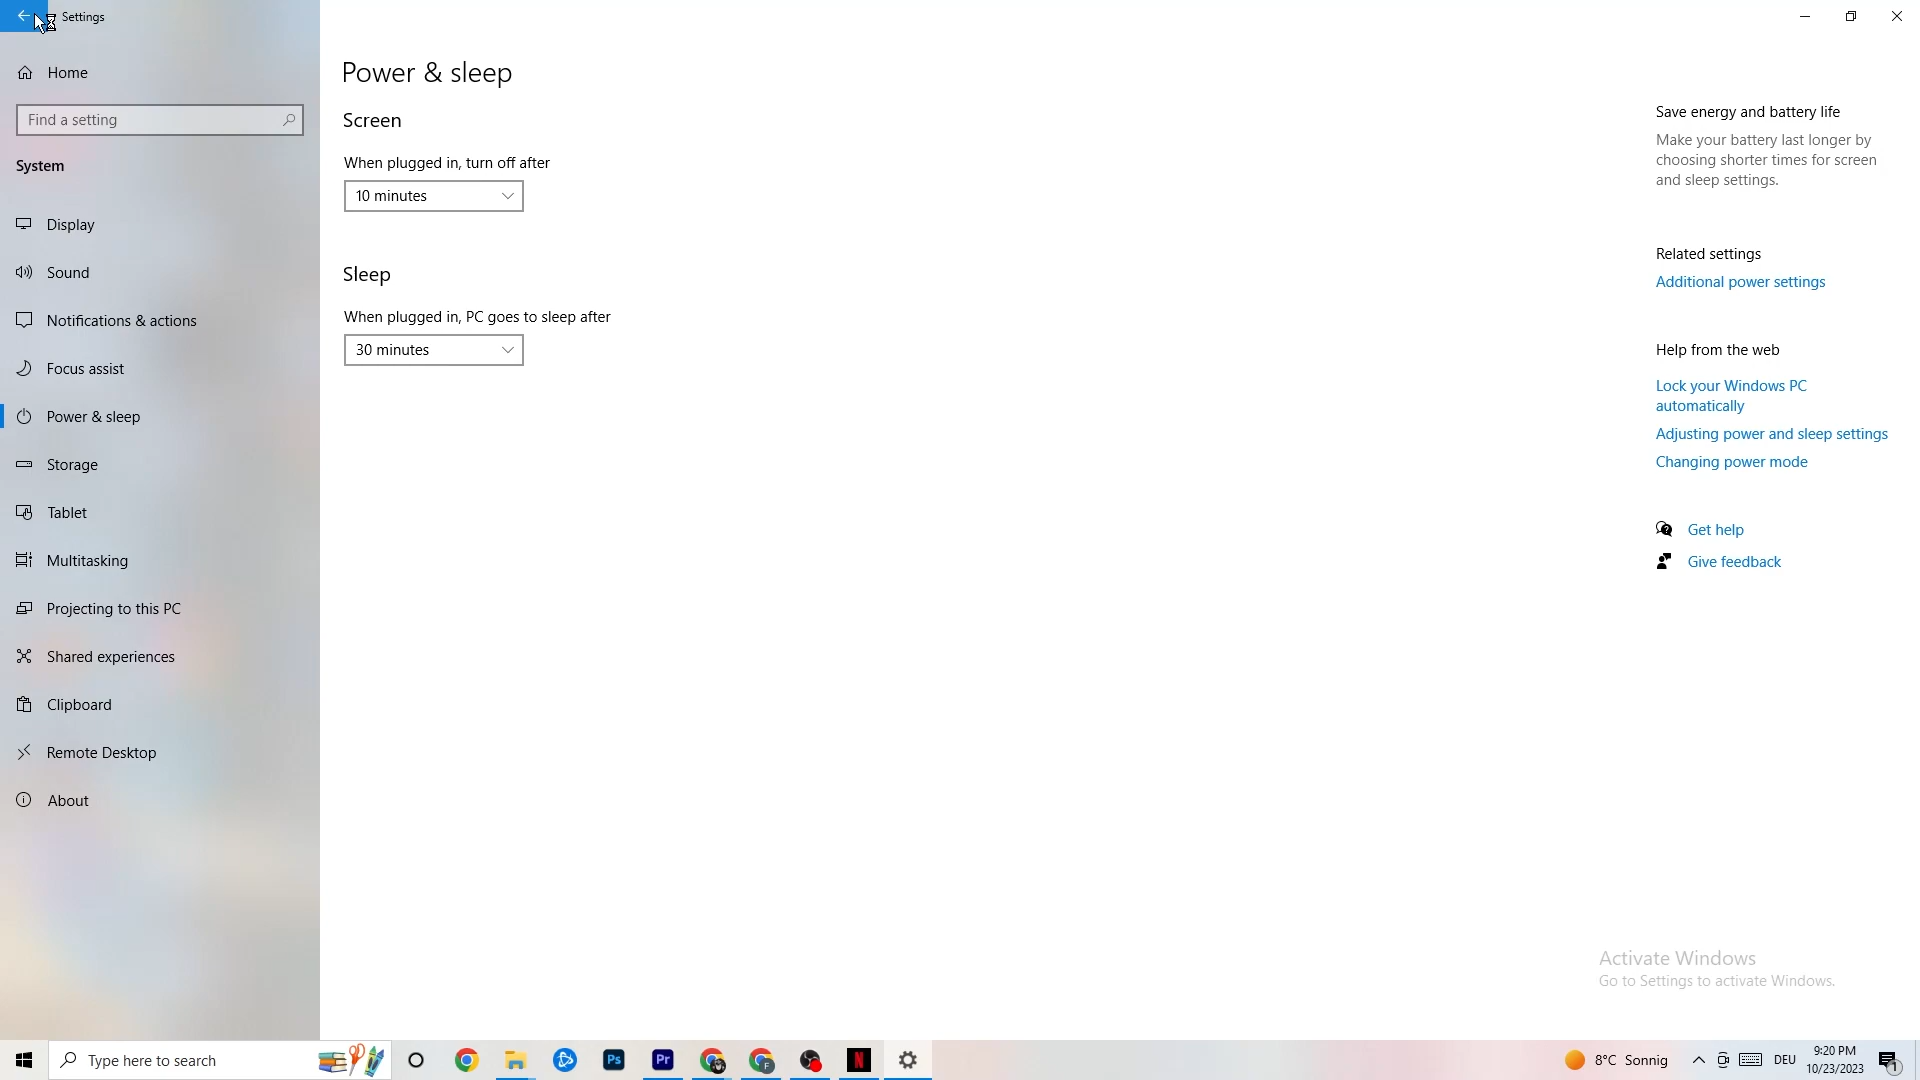 Settings
Home
Find a setting
System
Display
Sound
Notifications & actions
Focus assist
Power & sleep
Storage
Tablet
Multitasking
Projecting to this PC
Shared experiences
Clipboard
Remote Desktop
About
Power & sleep
Screen
When plugged in, turn off after
10 minutes
Sleep
When plugged in, PC goes to sleep after
30 minutes
Save energy and battery life
Make your battery last longer by
choosing shorter times for screen
and sleep settings.
Related settings
Additional power settings
Help from the web
Lock your Windows PC
automatically
Adjusting power and sleep settings
Changing power mode
Get help
Give feedback
Activate Windows
Go to Settings to activate Windows.
Type here to search
Ps
Pr
F
N
8°C Sonnig
DEU
9:20 PM
10/23/2023
1